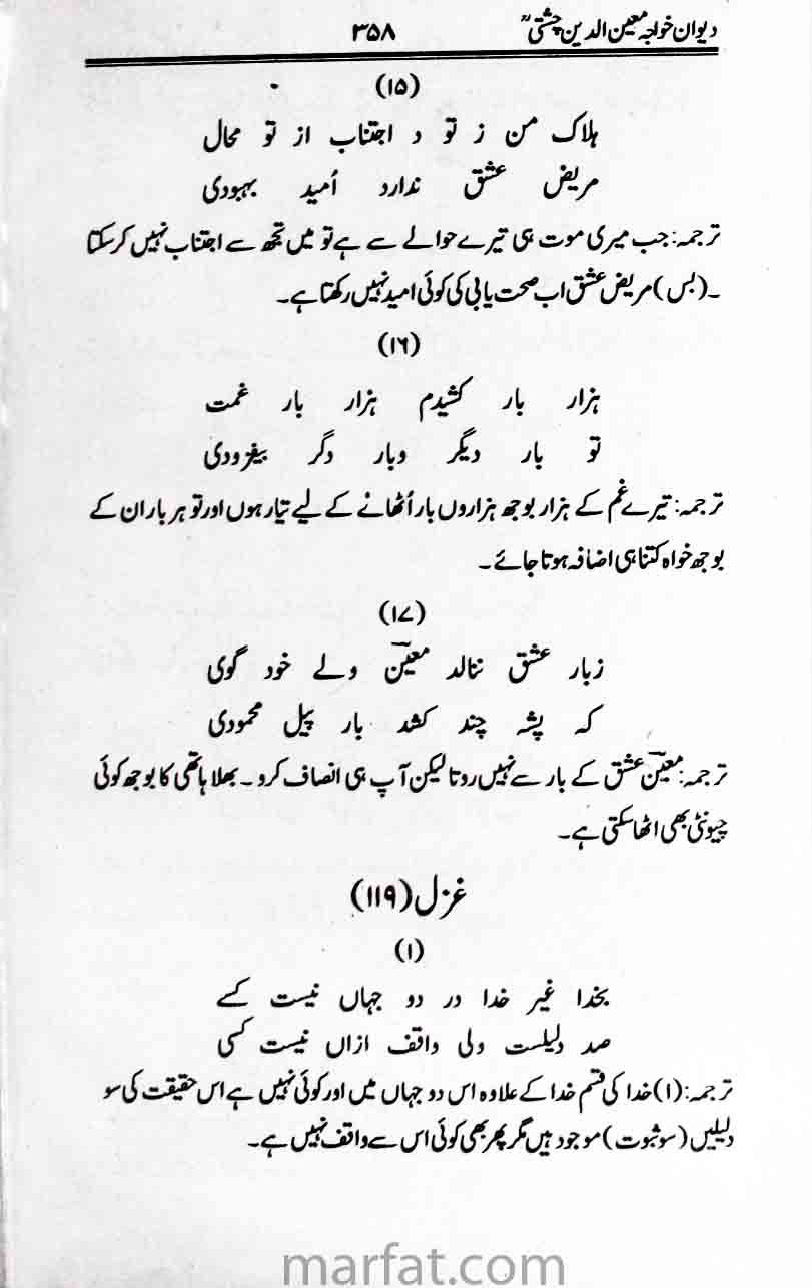 دیوان خواجہ معین الدین چشتیؒ ۳۵۸
(۱۵)
ہلاک من ز تو د اجتناب از تو محال
مریض عشق ندارد اُمید بہبودی
ترجمہ: جب میری موت ہی تیرے حوالے سے ہے تو میں تجھ سے اجتناب نہیں کرسکتا
۔ (بس) مریض عشق اب صحت یابی کی کوئی امید نہیں رکھتا ہے۔
(۱۶)
ہزار بار کشیدم ہزار بار غمت
تو بار دیگر وبار دگر بیغزودی
ترجمہ: تیرے غم کے ہزار بوجھ ہزاروں بار اُٹھانے کے لیے تیار ہوں اور تو ہر بار ان کے
بوجھ خواہ کتنا ہی اضافہ ہوتا جائے۔
(۱۷)
زبار عشق ننالد معینؔ ولے خود گوی
کہ پشہ چند کشد بار پیل محمودی
ترجمہ: معینؔ عشق کے بار سے نہیں روتا لیکن آپ ہی انصاف کرو۔ بھلا ہاتھی کا بوجھ کوئی
چیونٹی بھی اٹھا سکتی ہے۔
غزل (۱۱۹)
(۱)
بخدا غیر خدا در دو جہاں نیست کسے
صد دلیلست ولی واقف ازاں نیست کسی
ترجمہ: (۱) خدا کی قسم خدا کے علاوہ اس دو جہاں میں اور کوئی نہیں ہے اس حقیقت کی سو
دلیلیں (سو ثبوت) موجود ہیں مگر پھر بھی کوئی اس سے واقف نہیں ہے۔
marfat.com